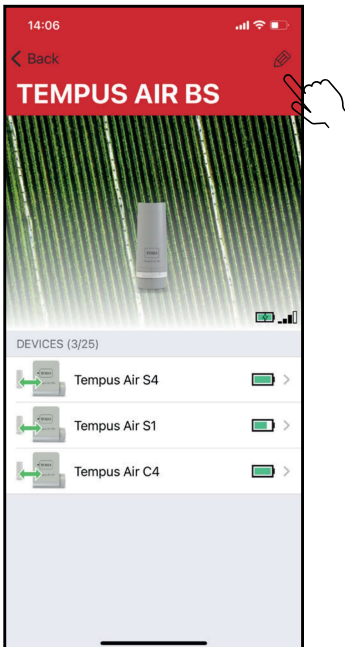 14:06
Back
TEMPUS AIR BS
DEVICES (3/25)
Tempus Air S4
Tempus Air S1
Tempus Air C4